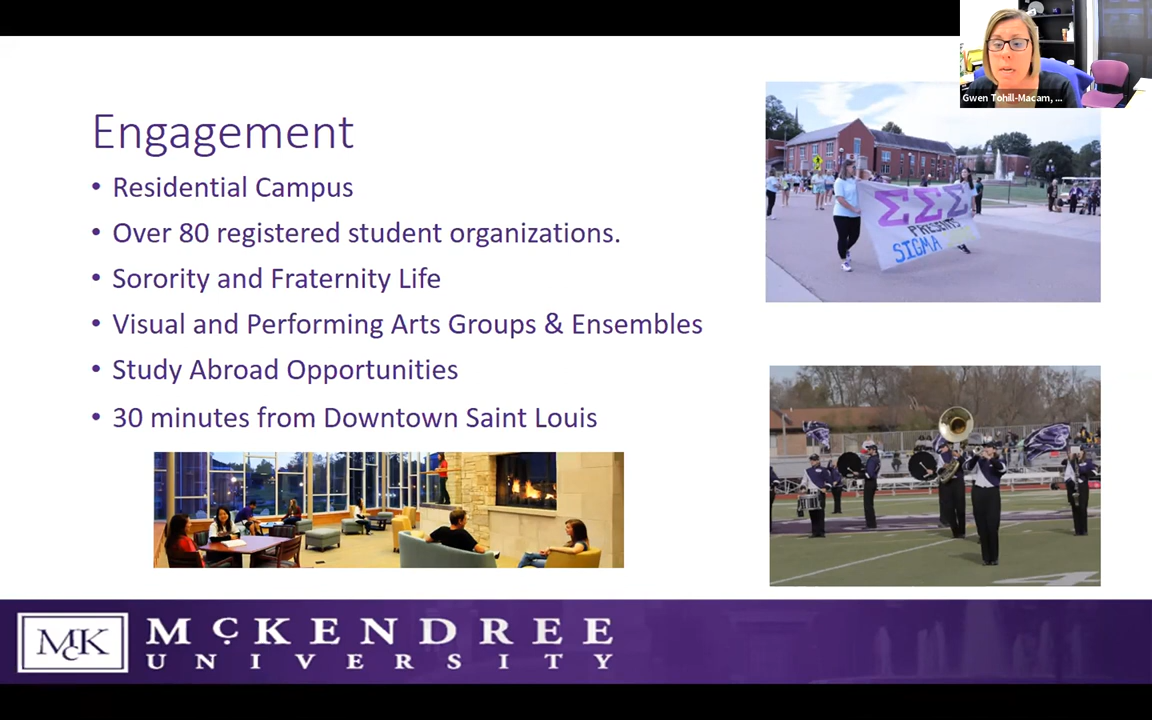 Gwen Tohill-Macam, ...
Engagement
• Residential Campus
• Over 80 registered student organizations.
• Sorority and Fraternity Life
• Visual and Performing Arts Groups & Ensembles
• Study Abroad Opportunities
• 30 minutes from Downtown Saint Louis
ΣΣΣ
PRESENTS
SIGMA
McK
McKENDREE
UNIVERSITY